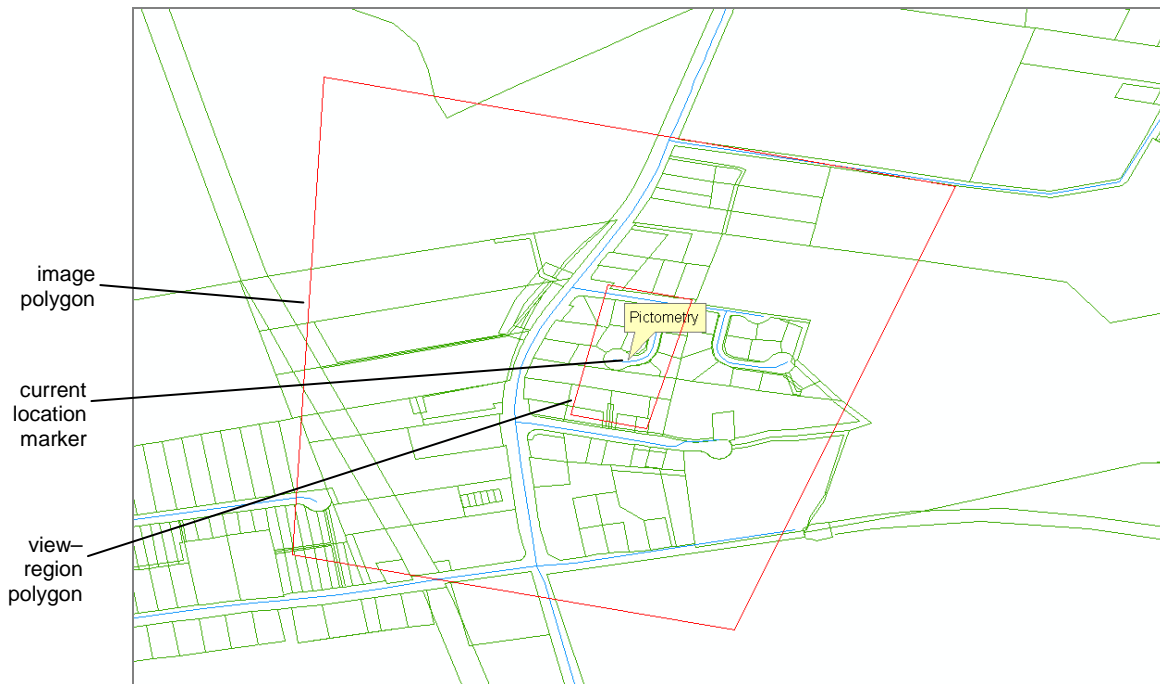 Pictometry
image
polygon
current
location
marker
view–
region
polygon